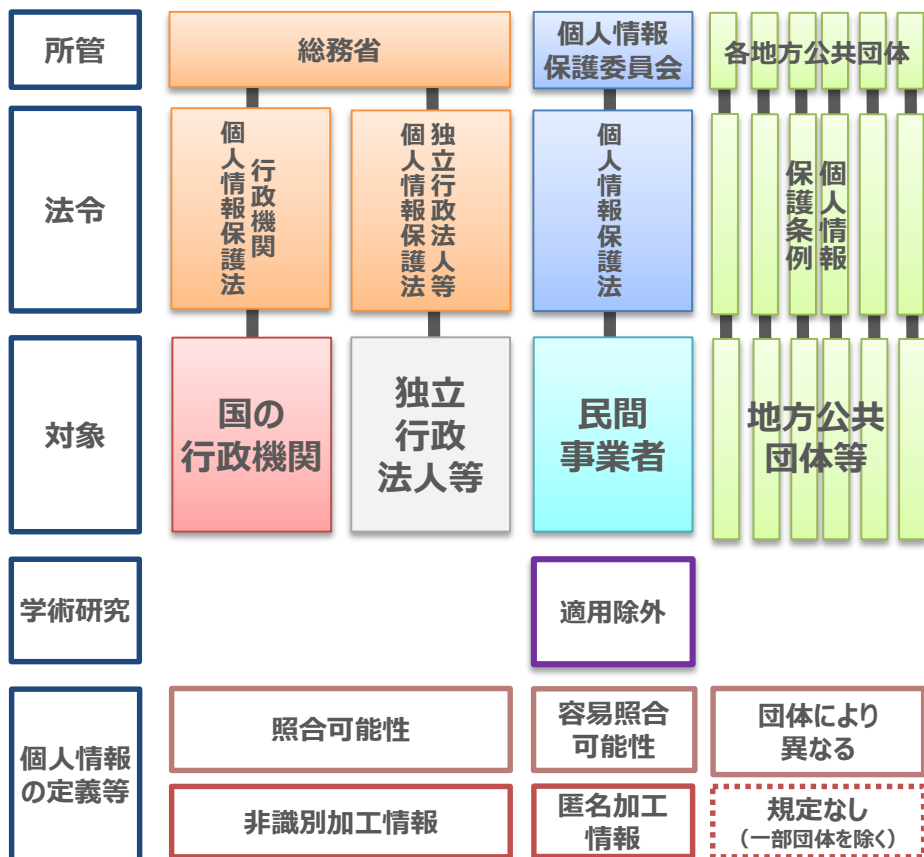 所管
総務省
個人情報
保護委員会
各地方公共団体
法令
行政機関
個人情報保護法
独立行政法人等
個人情報保護法
個人情報保護法
個人情報
保護条例
対象
国の
行政機関
独立
行政
法人等
民間
事業者
地方公共
団体等
学術研究
適用除外
個人情報
の定義等
照合可能性
容易照合
可能性
団体により
異なる
非識別加工情報
匿名加工
情報
規定なし
（一部団体を除く）